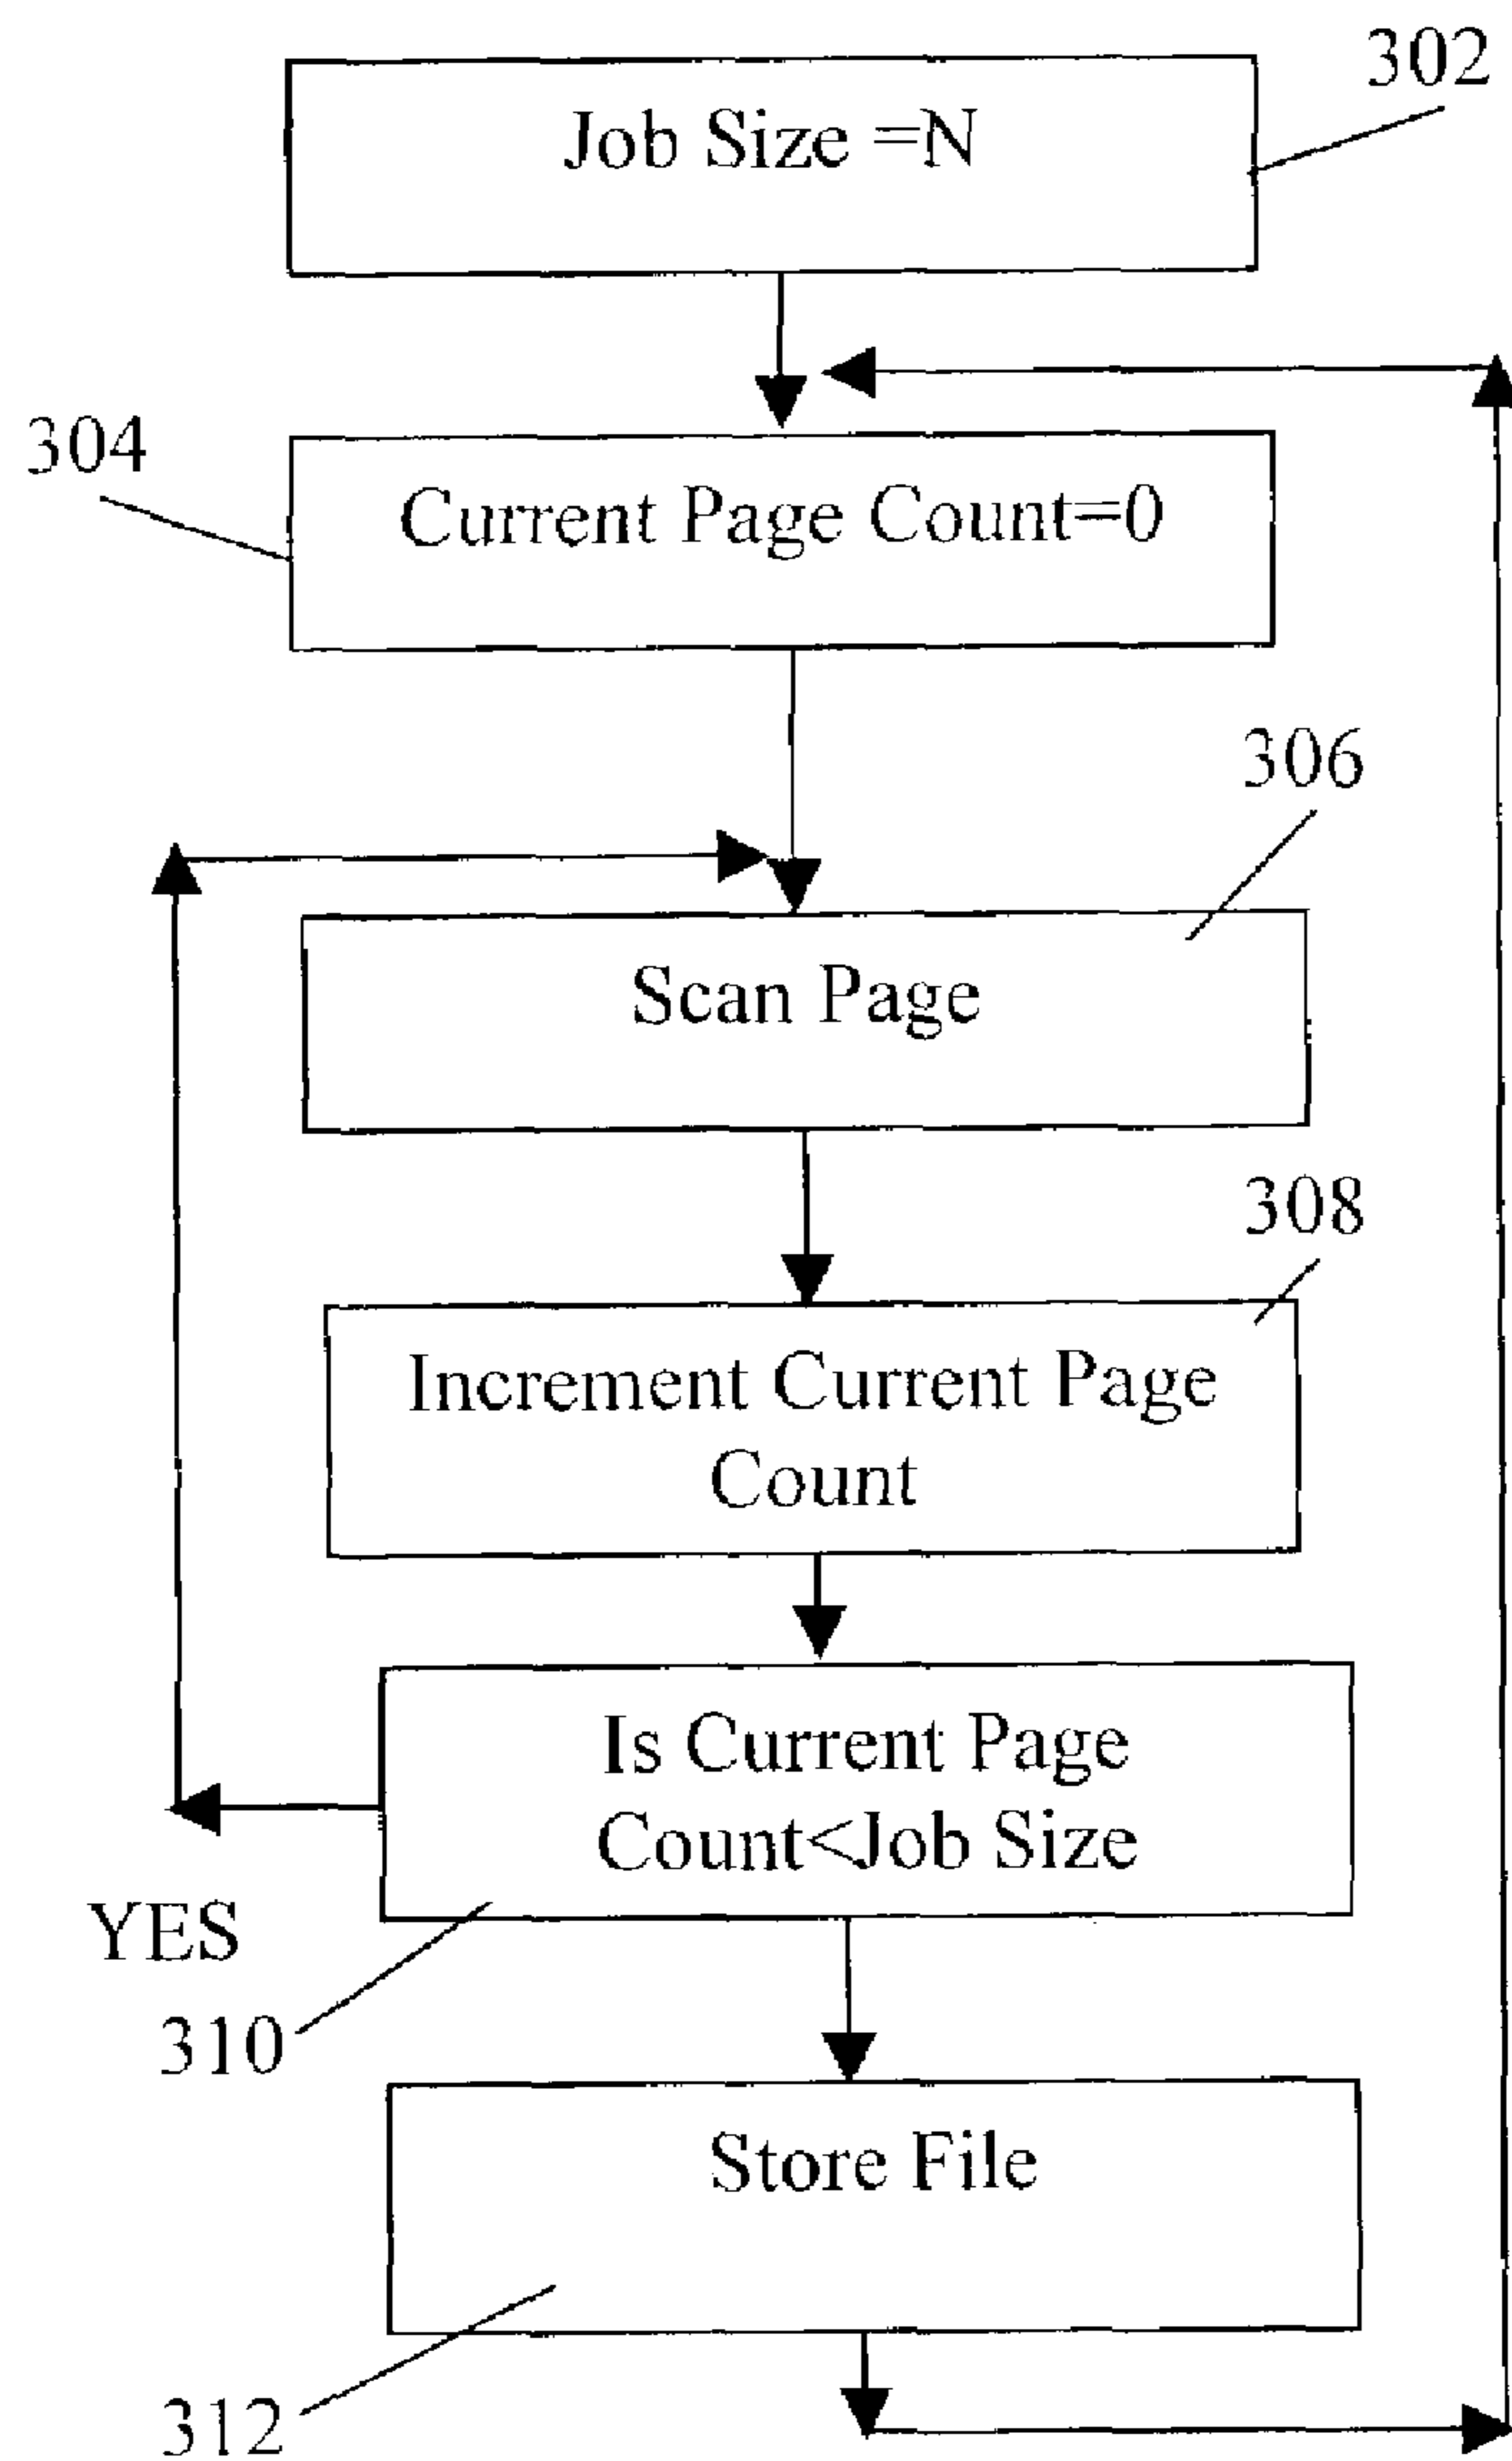 302
Job Size =N
304
Current Page Count=0
306
Scan Page
308
Increment Current Page
Count
Is Current Page
Count<Job Size
YES
310
Store File
312